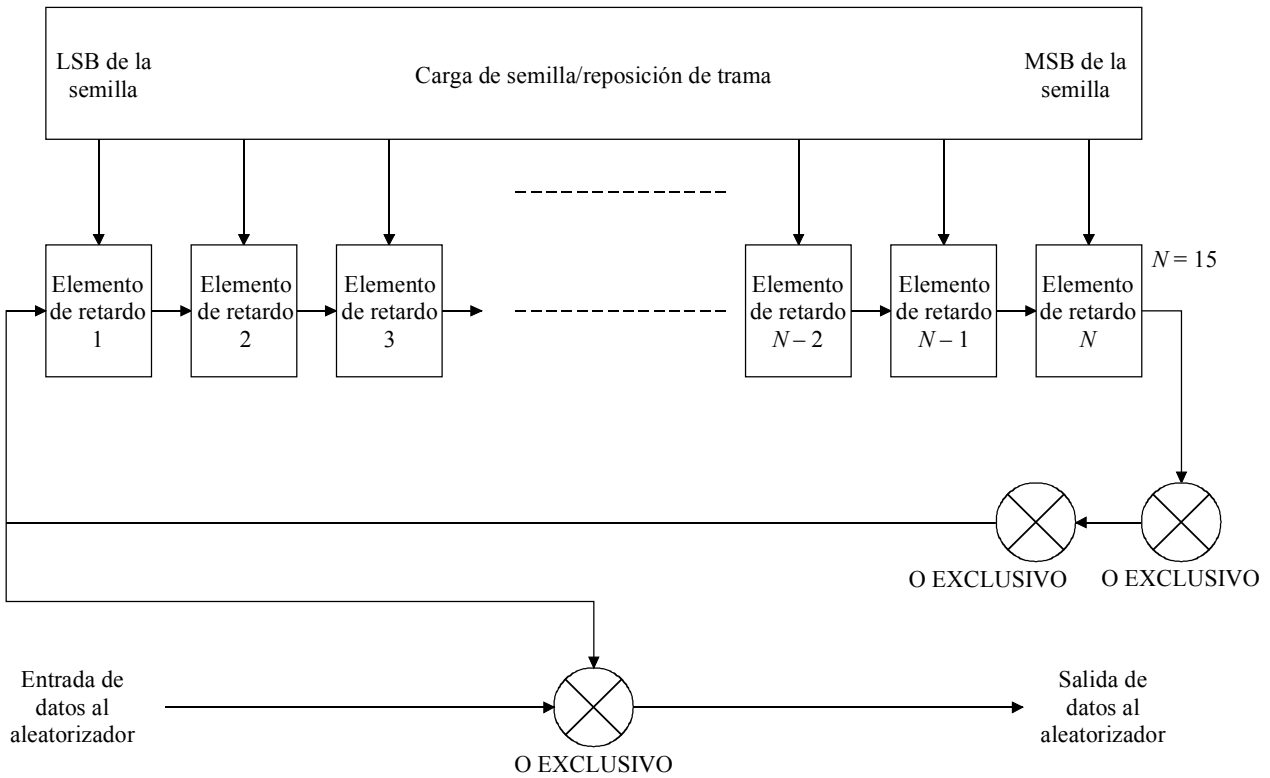 LSB de la
semilla
Carga de semilla/reposición de trama
MSB de la
semilla
Elemento
de retardo
1
Elemento
de retardo
2
Elemento
de retardo
3
Elemento
de retardo
N – 2
Elemento
de retardo
N – 1
Elemento
de retardo
N
N = 15
O EXCLUSIVO
O EXCLUSIVO
Entrada de
datos al
aleatorizador
O EXCLUSIVO
Salida de
datos al
aleatorizador